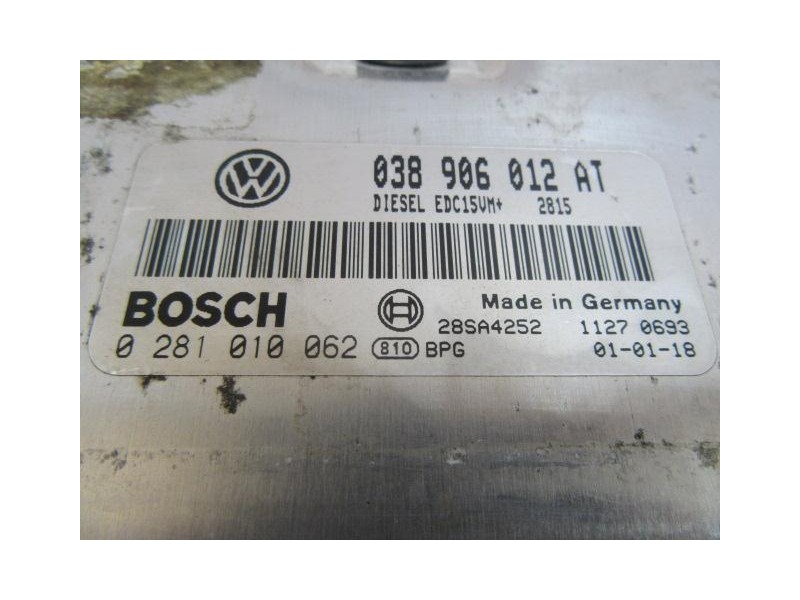 038 906 012 AT
DIESEL EDC15VM+ 2815
BOSCH
Made in Germany
28SA4252 1127 0693
0 281 010 062 810 BPG 01-01-18